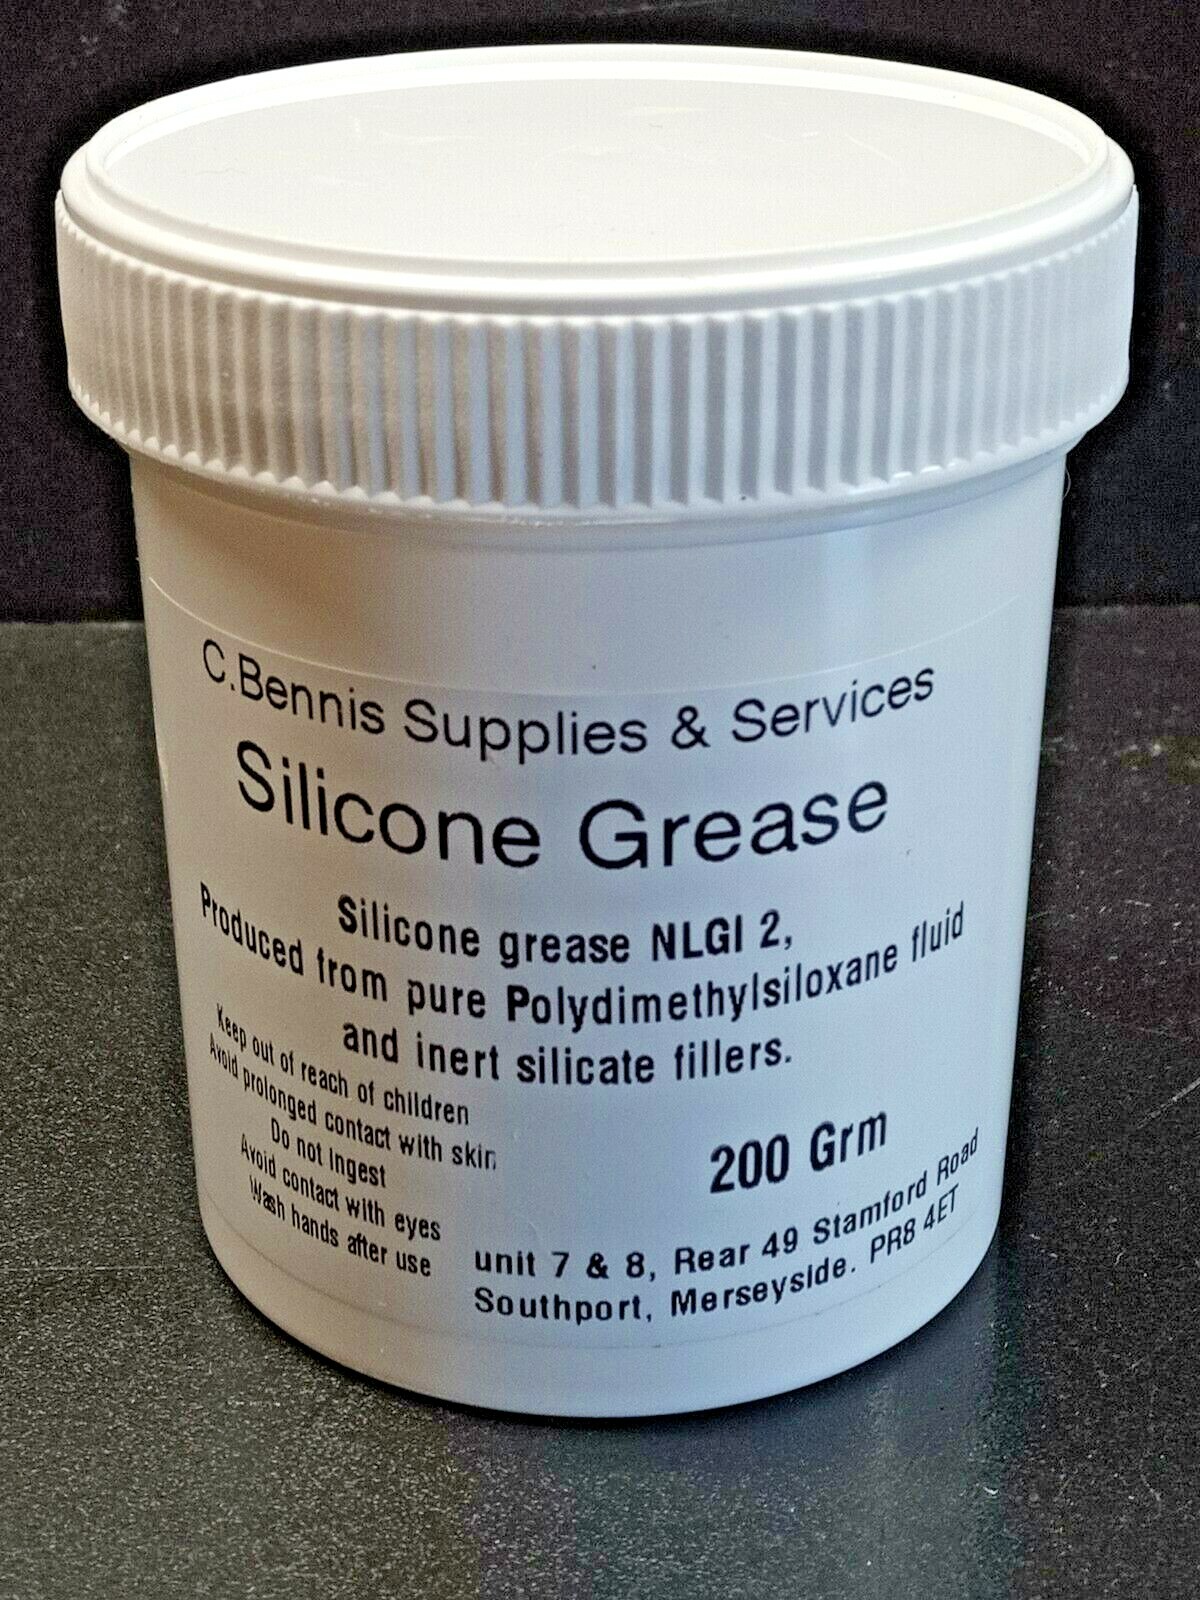 C.Bennis Supplies & Services
Silicone Grease
Silicone grease NLGI 2,
Produced from pure Polydimethylsiloxane fluid
and inert silicate fillers.
Keep out of reach of children
Avoid prolonged contact with skin
Do not Ingest
Avoid contact with eyes
Wash hands after use
200 Grm
unit 7 & 8, Rear 49 Stamford Road
Southport, Merseyside. PR8 4ET